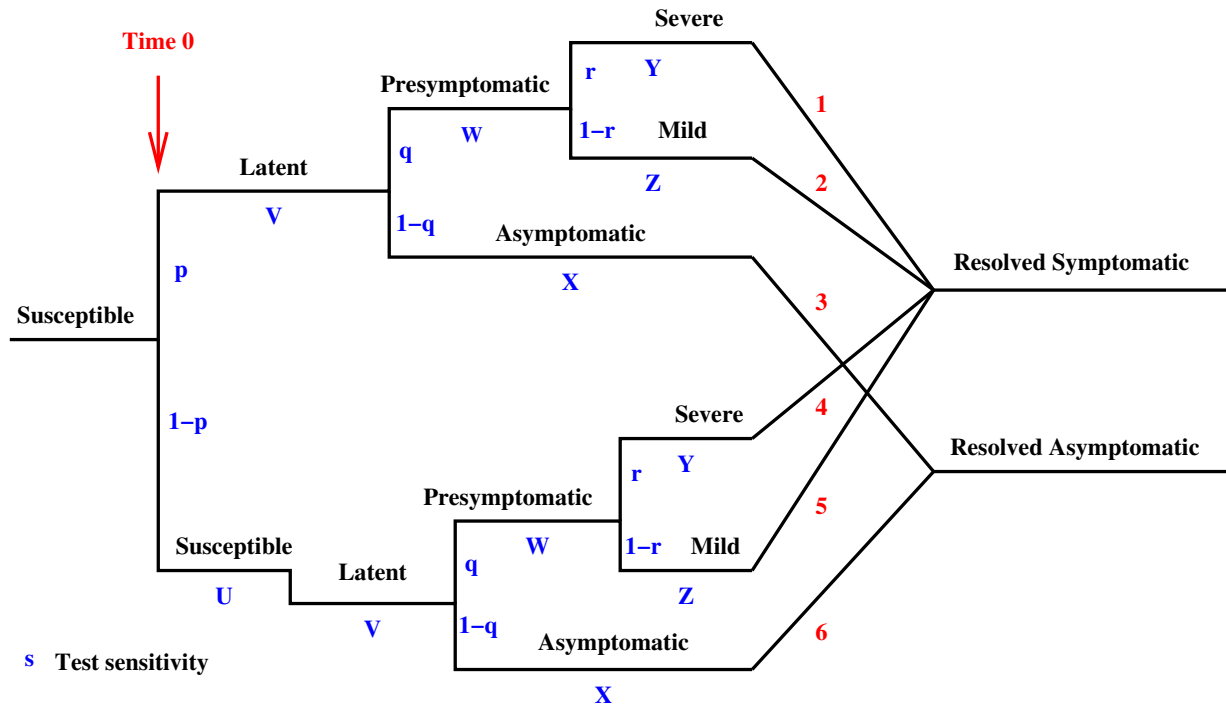 Severe
Time 0
r
Y
1
Presymptomatic
1−r
Mild
W
q
Latent
2
Z
V
1−q
Asymptomatic
Resolved Symptomatic
p
X
3
Susceptible
4
Severe
1−p
Resolved Asymptomatic
Y
r
Presymptomatic
5
W
1−r
Mild
Susceptible
Latent
q
U
Z
V
1−q
Asymptomatic
6
s Test sensitivity
X